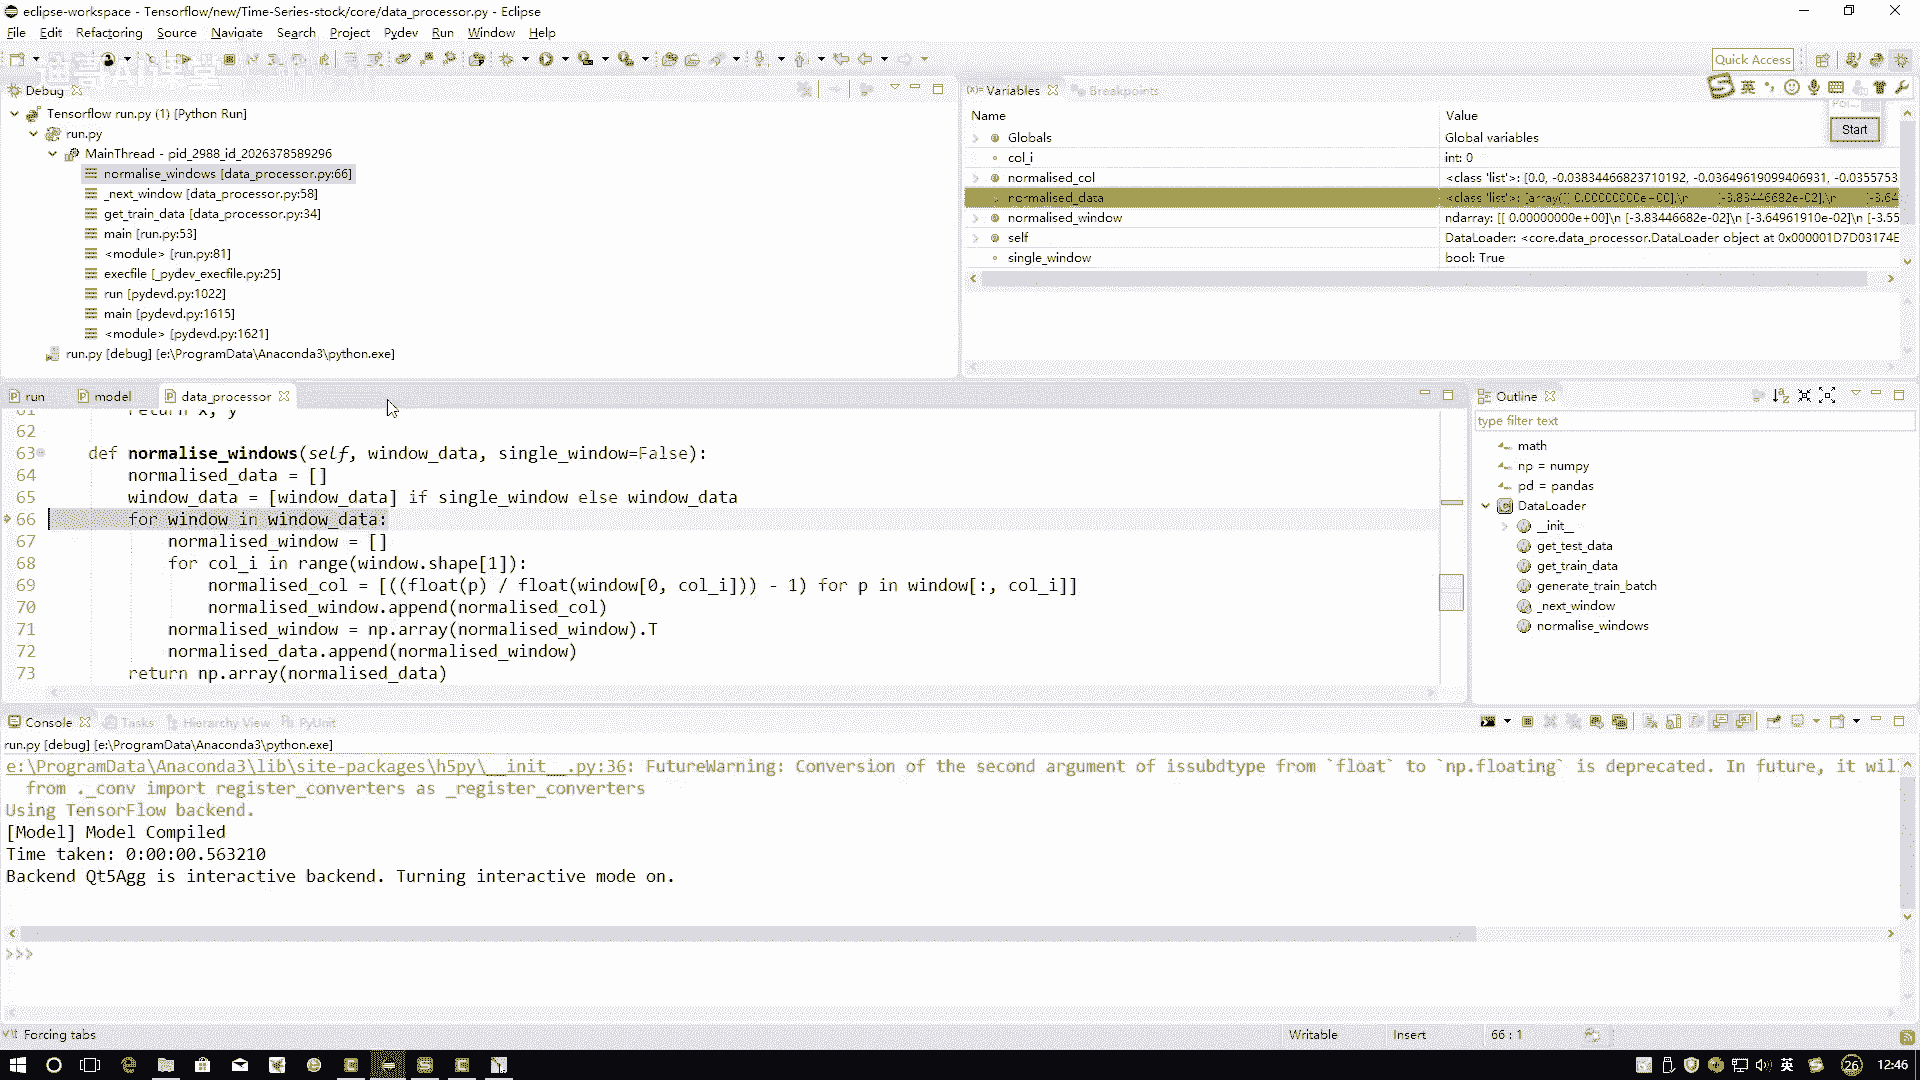 eclipse-workspace - Tensorflow/new/Time-Series-stock/core/data_processor.py - Eclipse
File Edit Refactoring Source Navigate Search Project Pydev Run Window Help
Quick Access
Debug
Tensorflow run.py (1) [Python Run]
run.py
MainThread - pid_2988_id_2026378589296
normalise_windows [data_processor.py:66]
_next_window [data_processor.py:58]
get_train_data [data_processor.py:34]
main [run.py:53]
<module> [run.py:81]
execfile [_pydev_execfile.py:25]
run [pydevd.py:1022]
main [pydevd.py:1615]
<module> [pydevd.py:1621]
run.py [debug] [e:\ProgramData\Anaconda3\python.exe]
(x)= Variables Breakpoints
英
Start
Name Value
Globals Global variables
col_i int: 0
normalised_col <class 'list'>: [0.0, -0.03834466823710192, -0.03649619099406931, -0.0355753
normalised_data <class 'list'>: [array([[ 0.00000000e+00],\n [-3.83446682e-02],\n [-3.64
normalised_window ndarray: [[ 0.00000000e+00]\n [-3.83446682e-02]\n [-3.64961910e-02]\n [-3.55
self DataLoader: <core.data_processor.DataLoader object at 0x000001D7D03174E
single_window bool: True
run model data_processor
61 return x, y
62
63 def normalise_windows(self, window_data, single_window=False):
64 normalised_data = []
65 window_data = [window_data] if single_window else window_data
66 for window in window_data:
67 normalised_window = []
68 for col_i in range(window.shape[1]):
69 normalised_col = [((float(p) / float(window[0, col_i])) - 1) for p in window[:, col_i]]
70 normalised_window.append(normalised_col)
71 normalised_window = np.array(normalised_window).T
72 normalised_data.append(normalised_window)
73 return np.array(normalised_data)
Outline
type filter text
math
np = numpy
pd = pandas
DataLoader
__init__
get_test_data
get_train_data
generate_train_batch
_next_window
normalise_windows
Console Tasks Hierarchy View PyUnit
run.py [debug] [e:\ProgramData\Anaconda3\python.exe]
e:\ProgramData\Anaconda3\lib\site-packages\h5py\__init__.py:36: FutureWarning: Conversion of the second argument of issubdtype from `float` to `np.floating` is deprecated. In future, it wil
from ._conv import register_converters as _register_converters
Using TensorFlow backend.
[Model] Model Compiled
Time taken: 0:00:00.563210
Backend Qt5Agg is interactive backend. Turning interactive mode on.
>>>
Forcing tabs Writable Insert 66 : 1
英 26 12:46